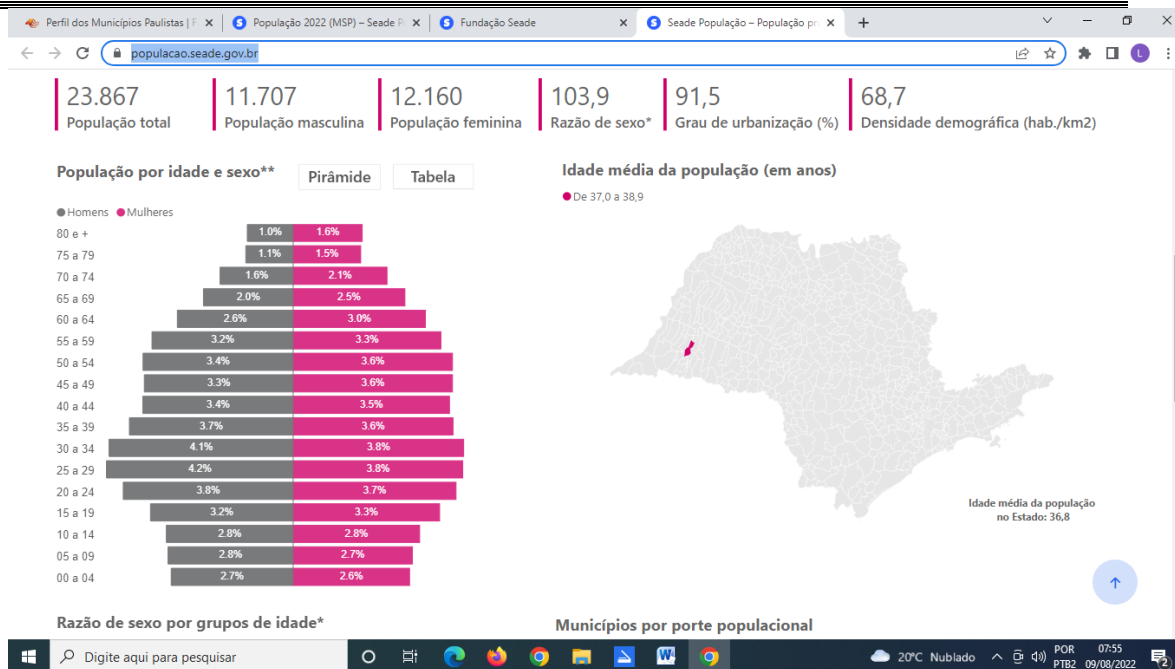 Perfil dos Municípios Paulistas | F
População 2022 (MSP) – Seade P
Fundação Seade
Seade População – População pr
populacao.seade.gov.br
L
23.867
População total
11.707
População masculina
12.160
População feminina
103,9
Razão de sexo*
91,5
Grau de urbanização (%)
68,7
Densidade demográfica (hab./km2)
População por idade e sexo**
Pirâmide
Tabela
Homens Mulheres
80 e + 1.0% 1.6%
75 a 79 1.1% 1.5%
70 a 74 1.6% 2.1%
65 a 69 2.0% 2.5%
60 a 64 2.6% 3.0%
55 a 59 3.2% 3.3%
50 a 54 3.4% 3.6%
45 a 49 3.3% 3.6%
40 a 44 3.4% 3.5%
35 a 39 3.7% 3.6%
30 a 34 4.1% 3.8%
25 a 29 4.2% 3.8%
20 a 24 3.8% 3.7%
15 a 19 3.2% 3.3%
10 a 14 2.8% 2.8%
05 a 09 2.8% 2.7%
00 a 04 2.7% 2.6%
Idade média da população (em anos)
De 37,0 a 38,9
Idade média da população
no Estado: 36,8
Razão de sexo por grupos de idade*
Municípios por porte populacional
Digite aqui para pesquisar
20°C Nublado
POR
PTB2
07:55
09/08/2022